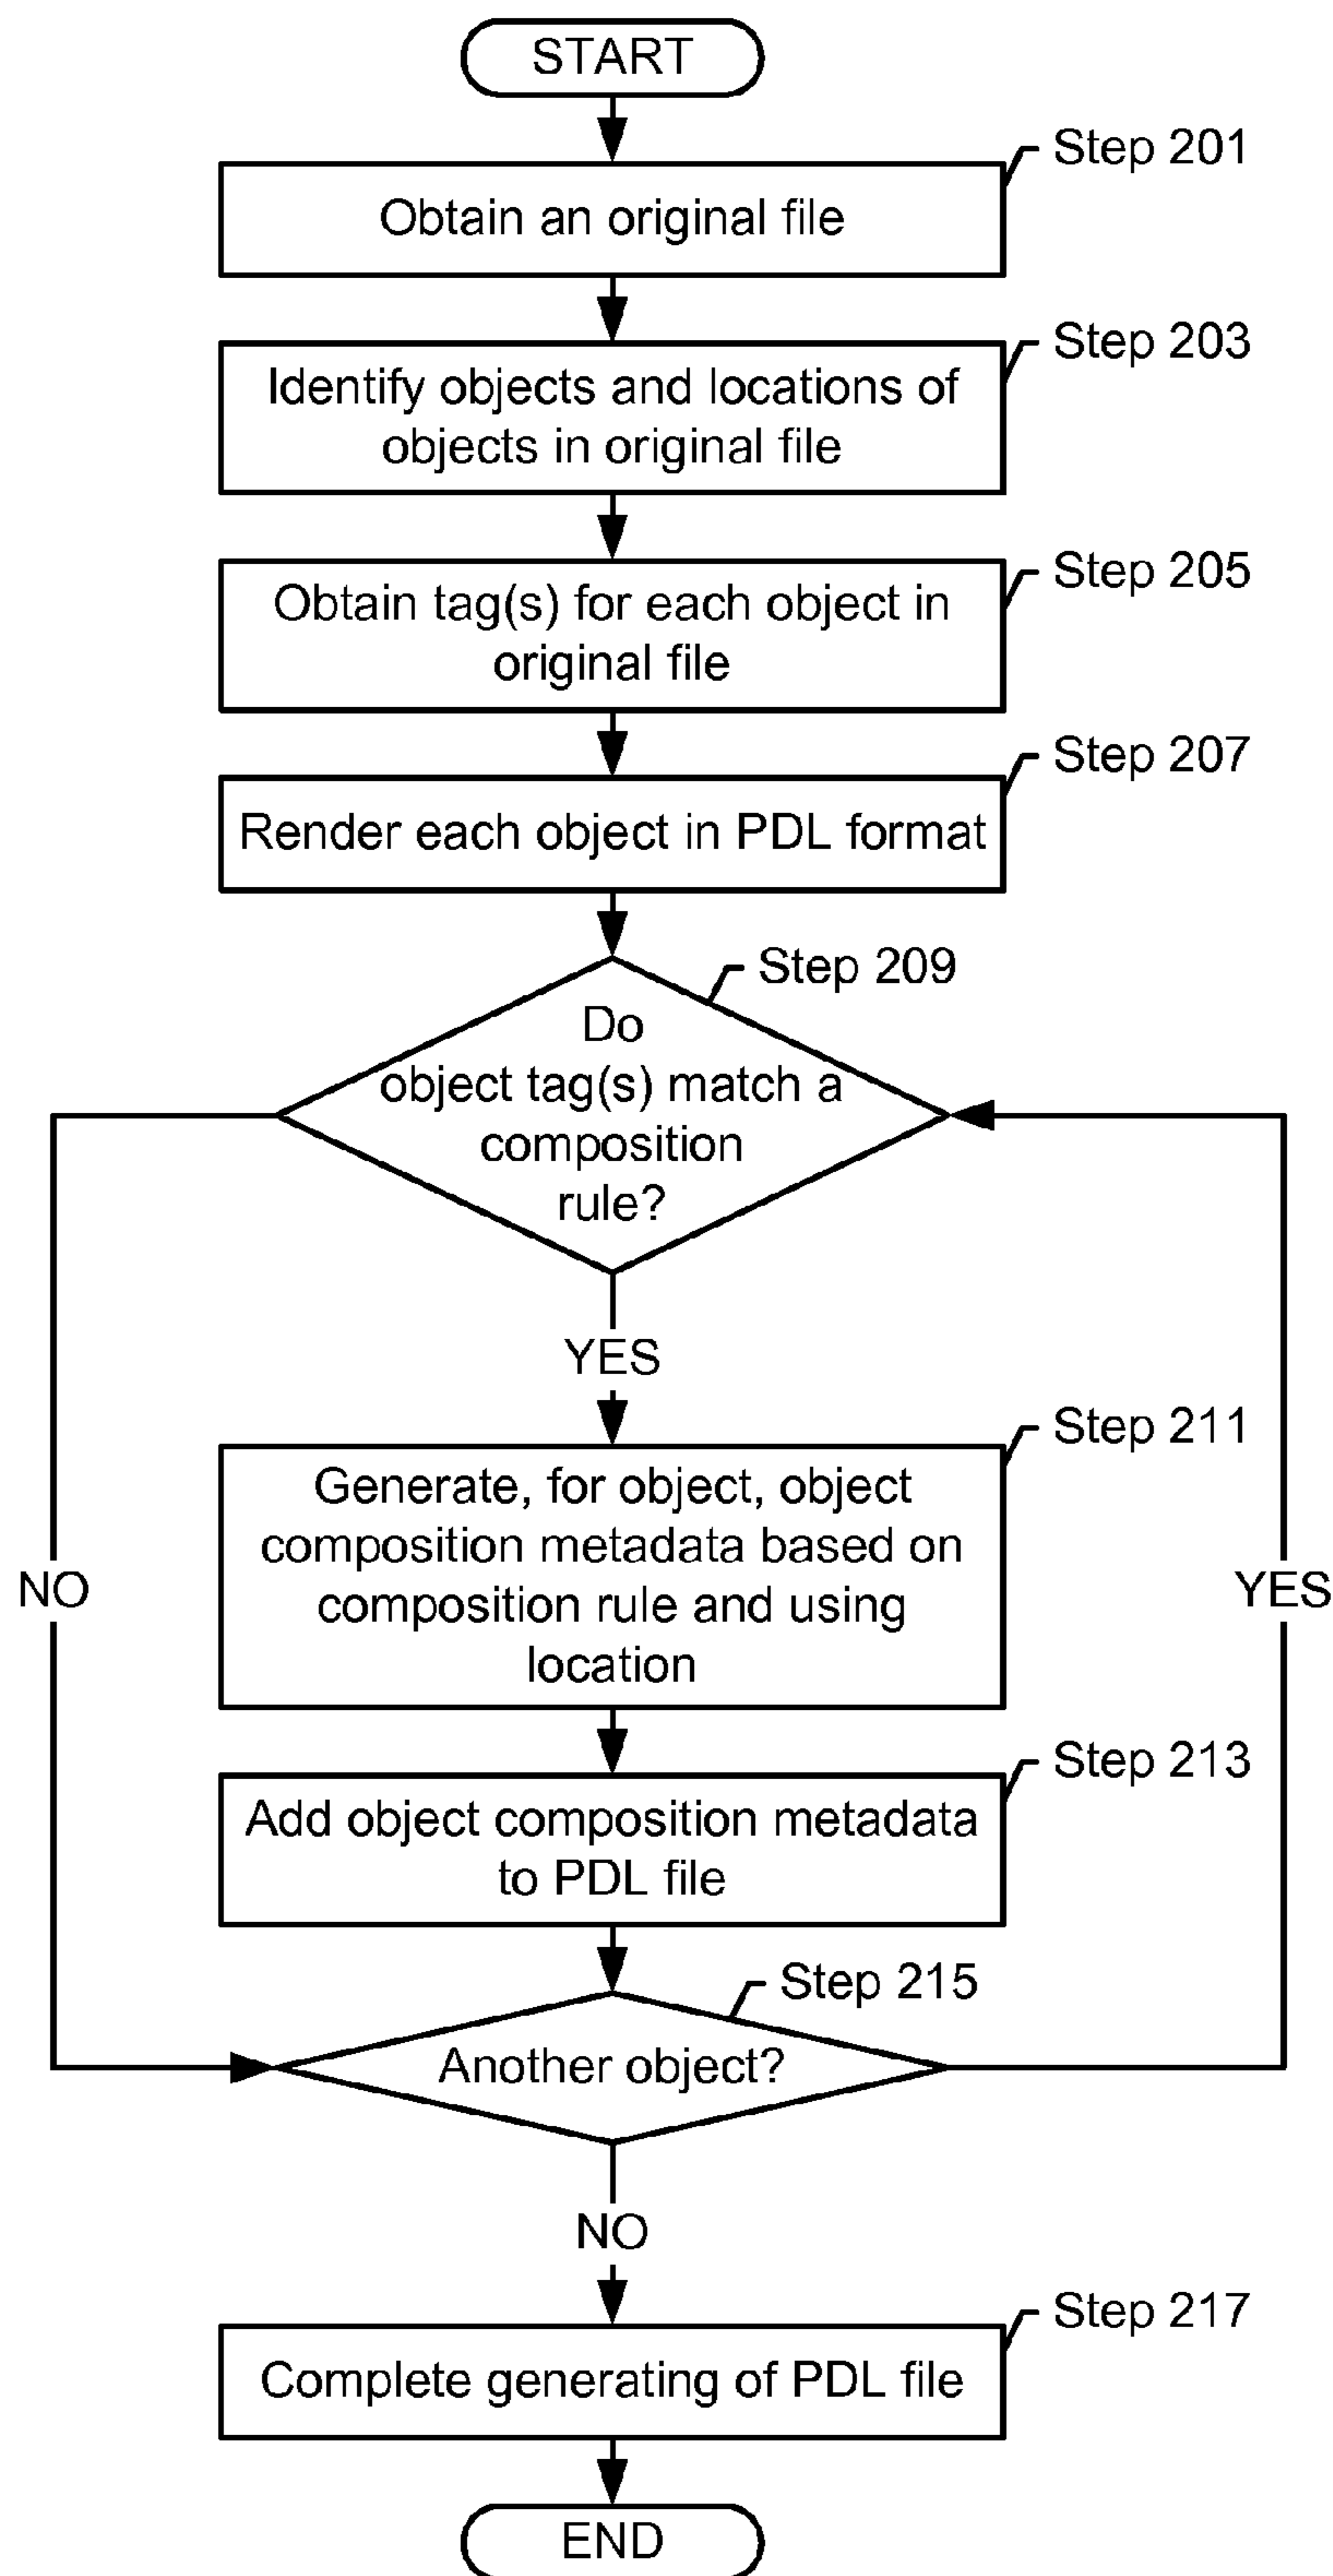 START
Step 201
Obtain an original file
Step 203
Identify objects and locations of
objects in original file
Step 205
Obtain tag(s) for each object in
original file
Step 207
Render each object in PDL format
Step 209
Do
object tag(s) match a
composition
rule?
YES
Step 211
Generate, for object, object
composition metadata based on
composition rule and using
location
NO
YES
Step 213
Add object composition metadata
to PDL file
Step 215
Another object?
NO
Step 217
Complete generating of PDL file
END